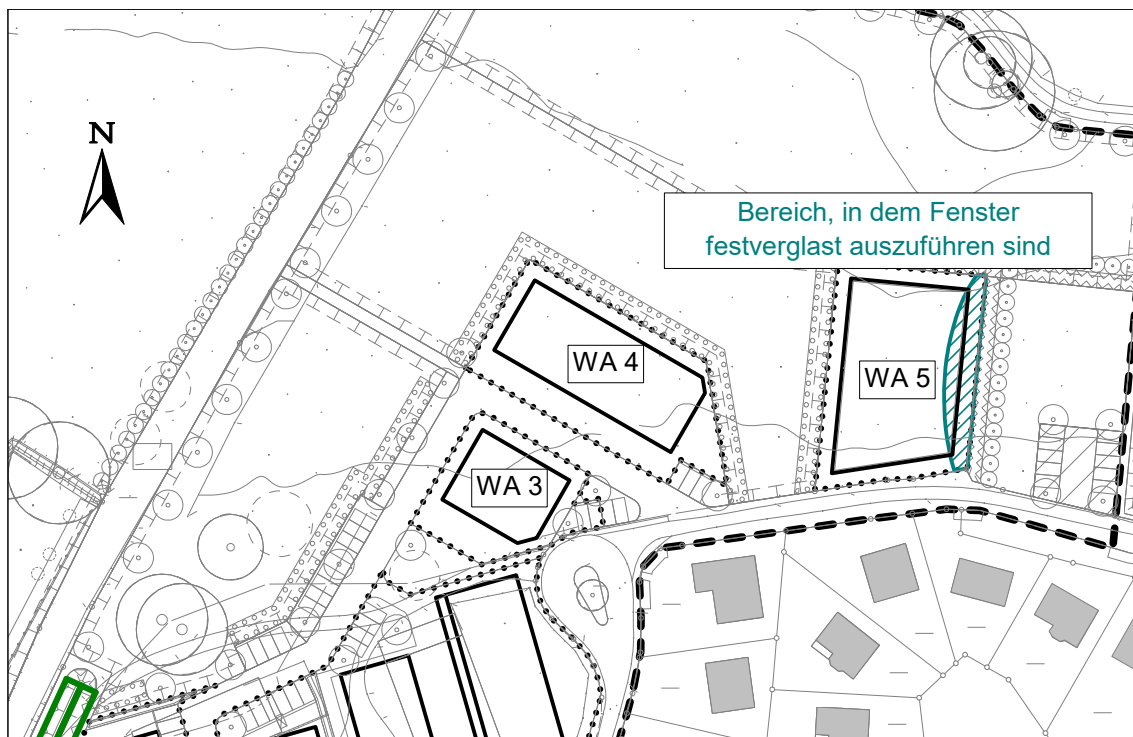 N
Bereich, in dem Fenster
festverglast auszuführen sind
WA 4
WA 5
WA 3